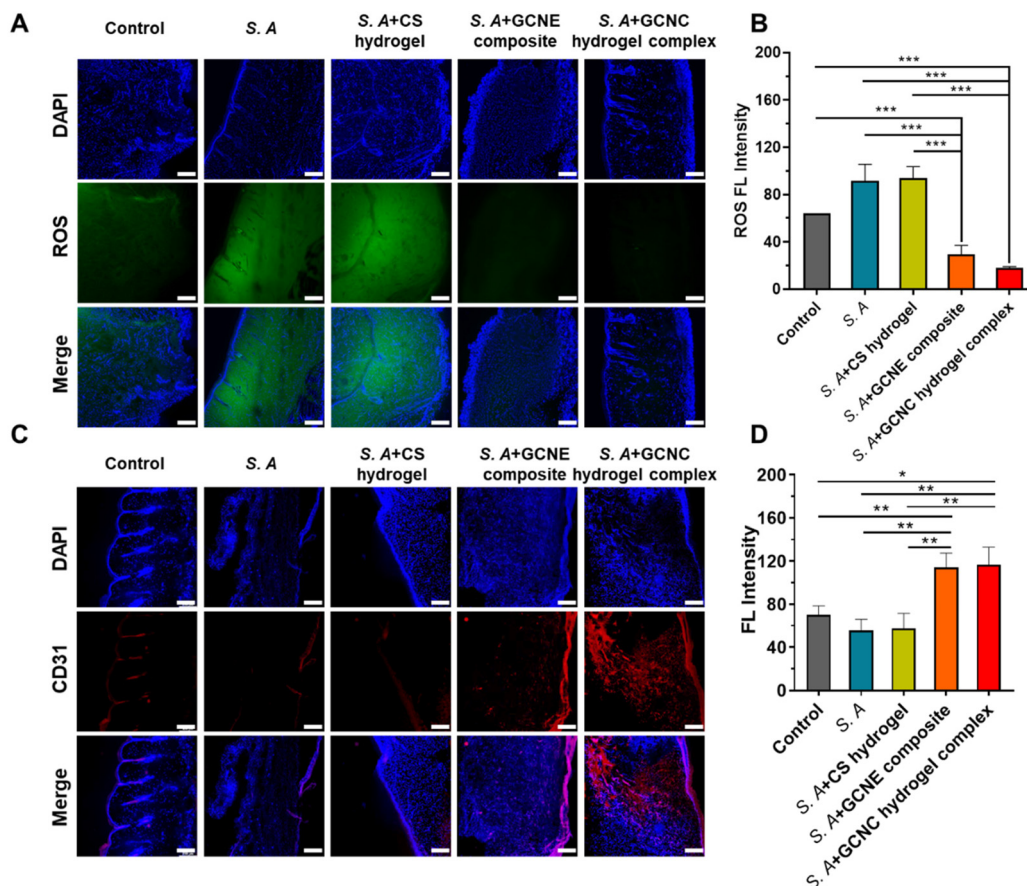 A
Control
S. A
S. A+CS
hydrogel
S. A+GCNE
composite
S. A+GCNC
hydrogel complex
DAPI
ROS
Merge
B
ROS FL Intensity
200
160
120
80
40
0
***
***
***
***
***
***
Control
S. A
S. A+CS hydrogel
S. A+GCNE composite
S. A+GCNC hydrogel complex
C
Control
S. A
S. A+CS
hydrogel
S. A+GCNE
composite
S. A+GCNC
hydrogel complex
DAPI
CD31
Merge
D
FL Intensity
200
160
120
80
40
0
*
**
**
**
**
**
Control
S. A
S. A+CS hydrogel
S. A+GCNE composite
S. A+GCNC hydrogel complex